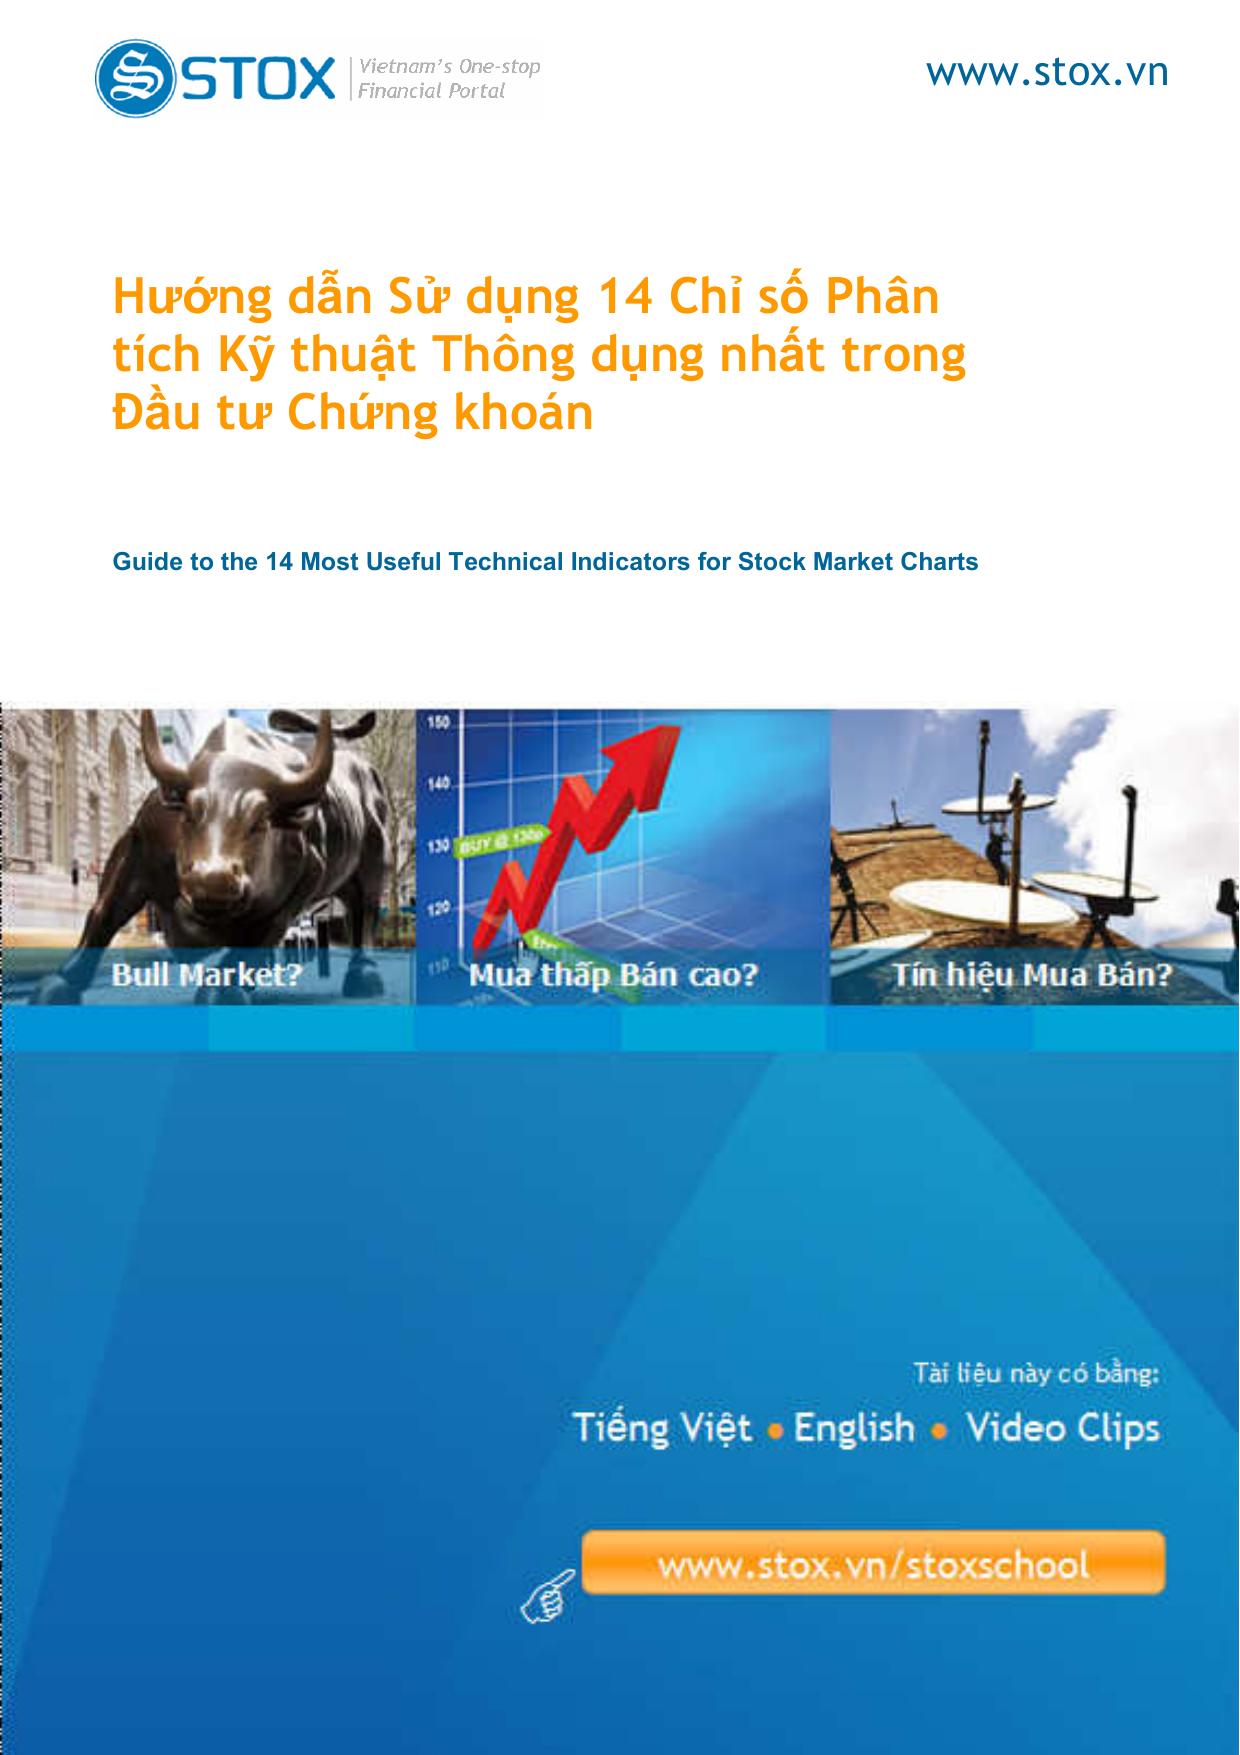 STOX
Vietnam's One-stop
Financial Portal
www.stox.vn
Hướng dẫn Sử dụng 14 Chỉ số Phân
tích Kỹ thuật Thông dụng nhất trong
Đầu tư Chứng khoán
Guide to the 14 Most Useful Technical Indicators for Stock Market Charts
150
140
130
BUY @ 130p
120
110
Bull Market?
Mua thấp Bán cao?
Tín hiệu Mua Bán?
Tài liệu này có bằng:
Tiếng Việt • English • Video Clips
www.stox.vn/stoxschool